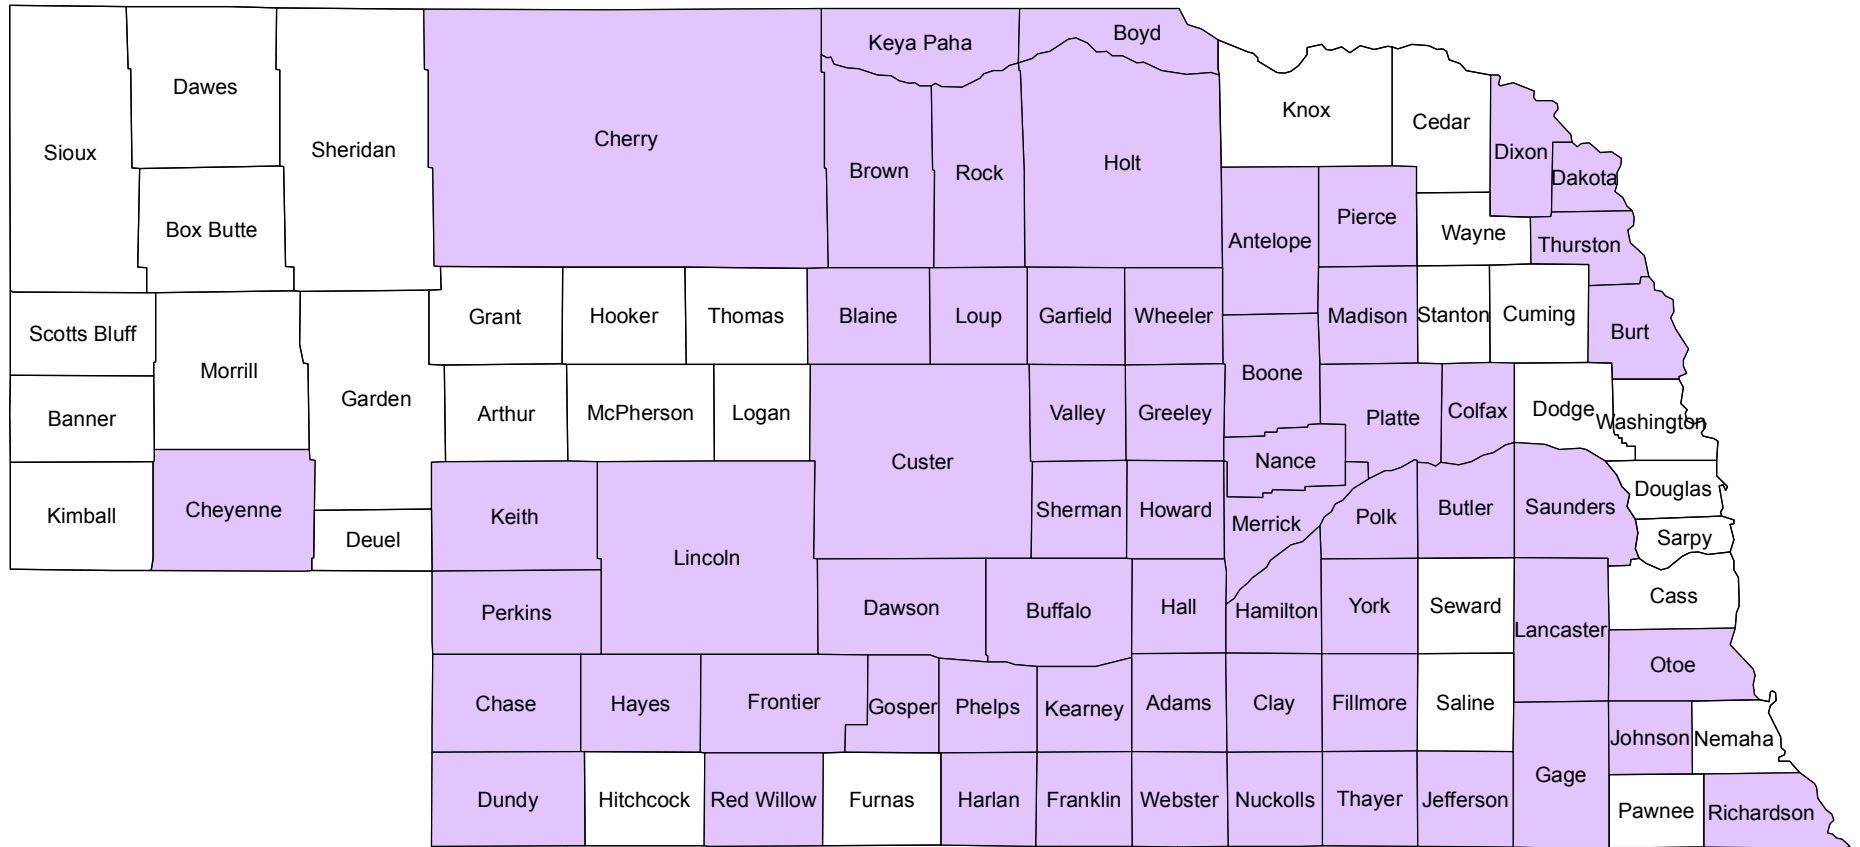 Boyd
Keya Paha
Dawes
Knox
Cedar
Cherry
Sheridan
Sioux
Dixon
Holt
Brown
Rock
Dakota
Pierce
Box Butte
Wayne
Antelope
Thurston
Grant
Hooker
Thomas
Blaine
Loup
Garfield
Wheeler
Madison
Stanton
Cuming
Burt
Scotts Bluff
Morrill
Boone
Garden
Arthur
McPherson
Logan
Valley
Greeley
Platte
Colfax
Dodge
Washington
Banner
Custer
Nance
Douglas
Kimball
Cheyenne
Keith
Sherman
Howard
Merrick
Polk
Butler
Saunders
Deuel
Sarpy
Lincoln
Perkins
Dawson
Buffalo
Hall
Hamilton
York
Seward
Cass
Lancaster
Otoe
Chase
Hayes
Frontier
Gosper
Phelps
Kearney
Adams
Clay
Fillmore
Saline
Johnson
Nemaha
Gage
Dundy
Hitchcock
Red Willow
Furnas
Harlan
Franklin
Webster
Nuckolls
Thayer
Jefferson
Pawnee
Richardson